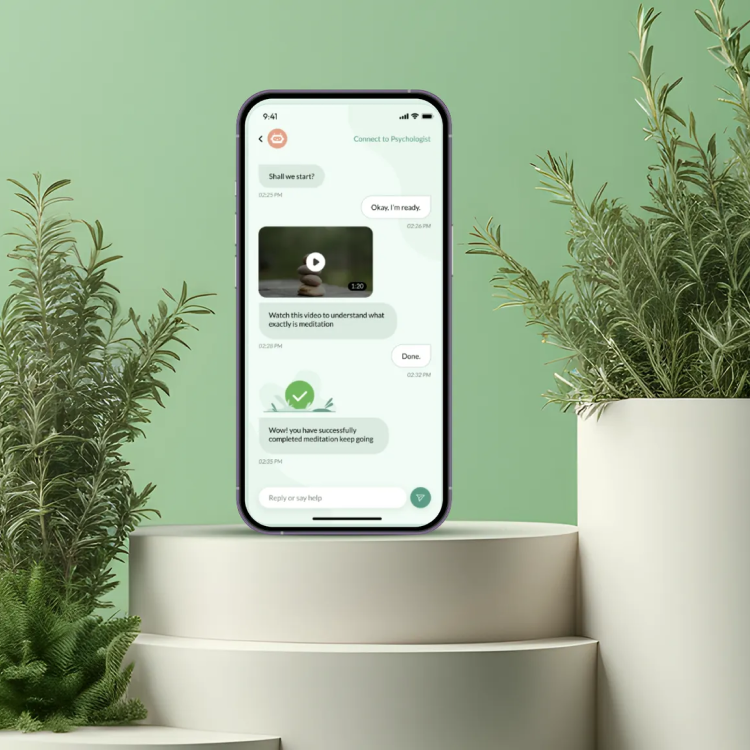 9:41
Connect to Psychologist
Shall we start?
02:25 PM
Okay, I'm ready.
02:26 PM
1:20
Watch this video to understand what
exactly is meditation
02:28 PM
Done.
02:32 PM
Wow! you have successfully
completed meditation keep going
02:35 PM
Reply or say help